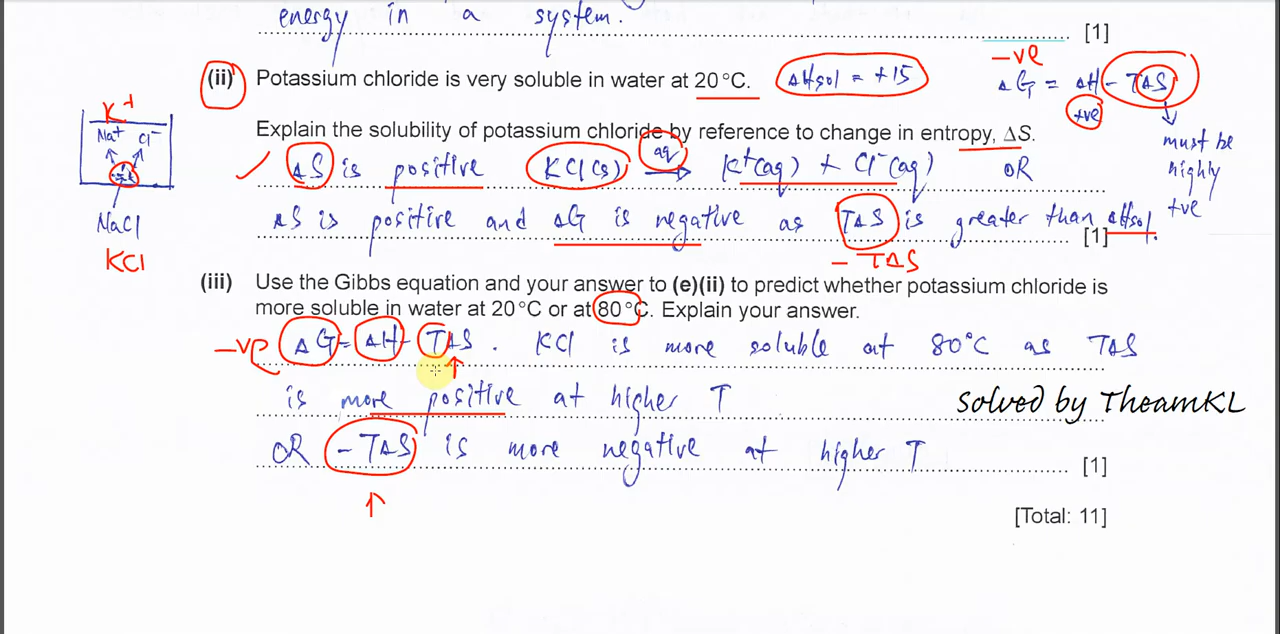 energy in a system.
[1]
(ii) Potassium chloride is very soluble in water at 20 °C. ΔHsol = +15
-ve
ΔG = ΔH - TΔS
+ve
must be highly +ve
K+
Na+ Cl-
NaCl
KCl
Explain the solubility of potassium chloride by reference to change in entropy, ΔS.
ΔS is positive KCl(s) aq → K+(aq) + Cl-(aq) OR
ΔS is positive and ΔG is negative as TΔS is greater than ΔHsol. [1]
- TΔS
(iii) Use the Gibbs equation and your answer to (e)(ii) to predict whether potassium chloride is
more soluble in water at 20 °C or at 80 °C. Explain your answer.
-ve ΔG = ΔH - TΔS. KCl is more soluble at 80°C as TΔS
is more positive at higher T
Solved by TheamKL
OR - TΔS is more negative at higher T [1]
[Total: 11]